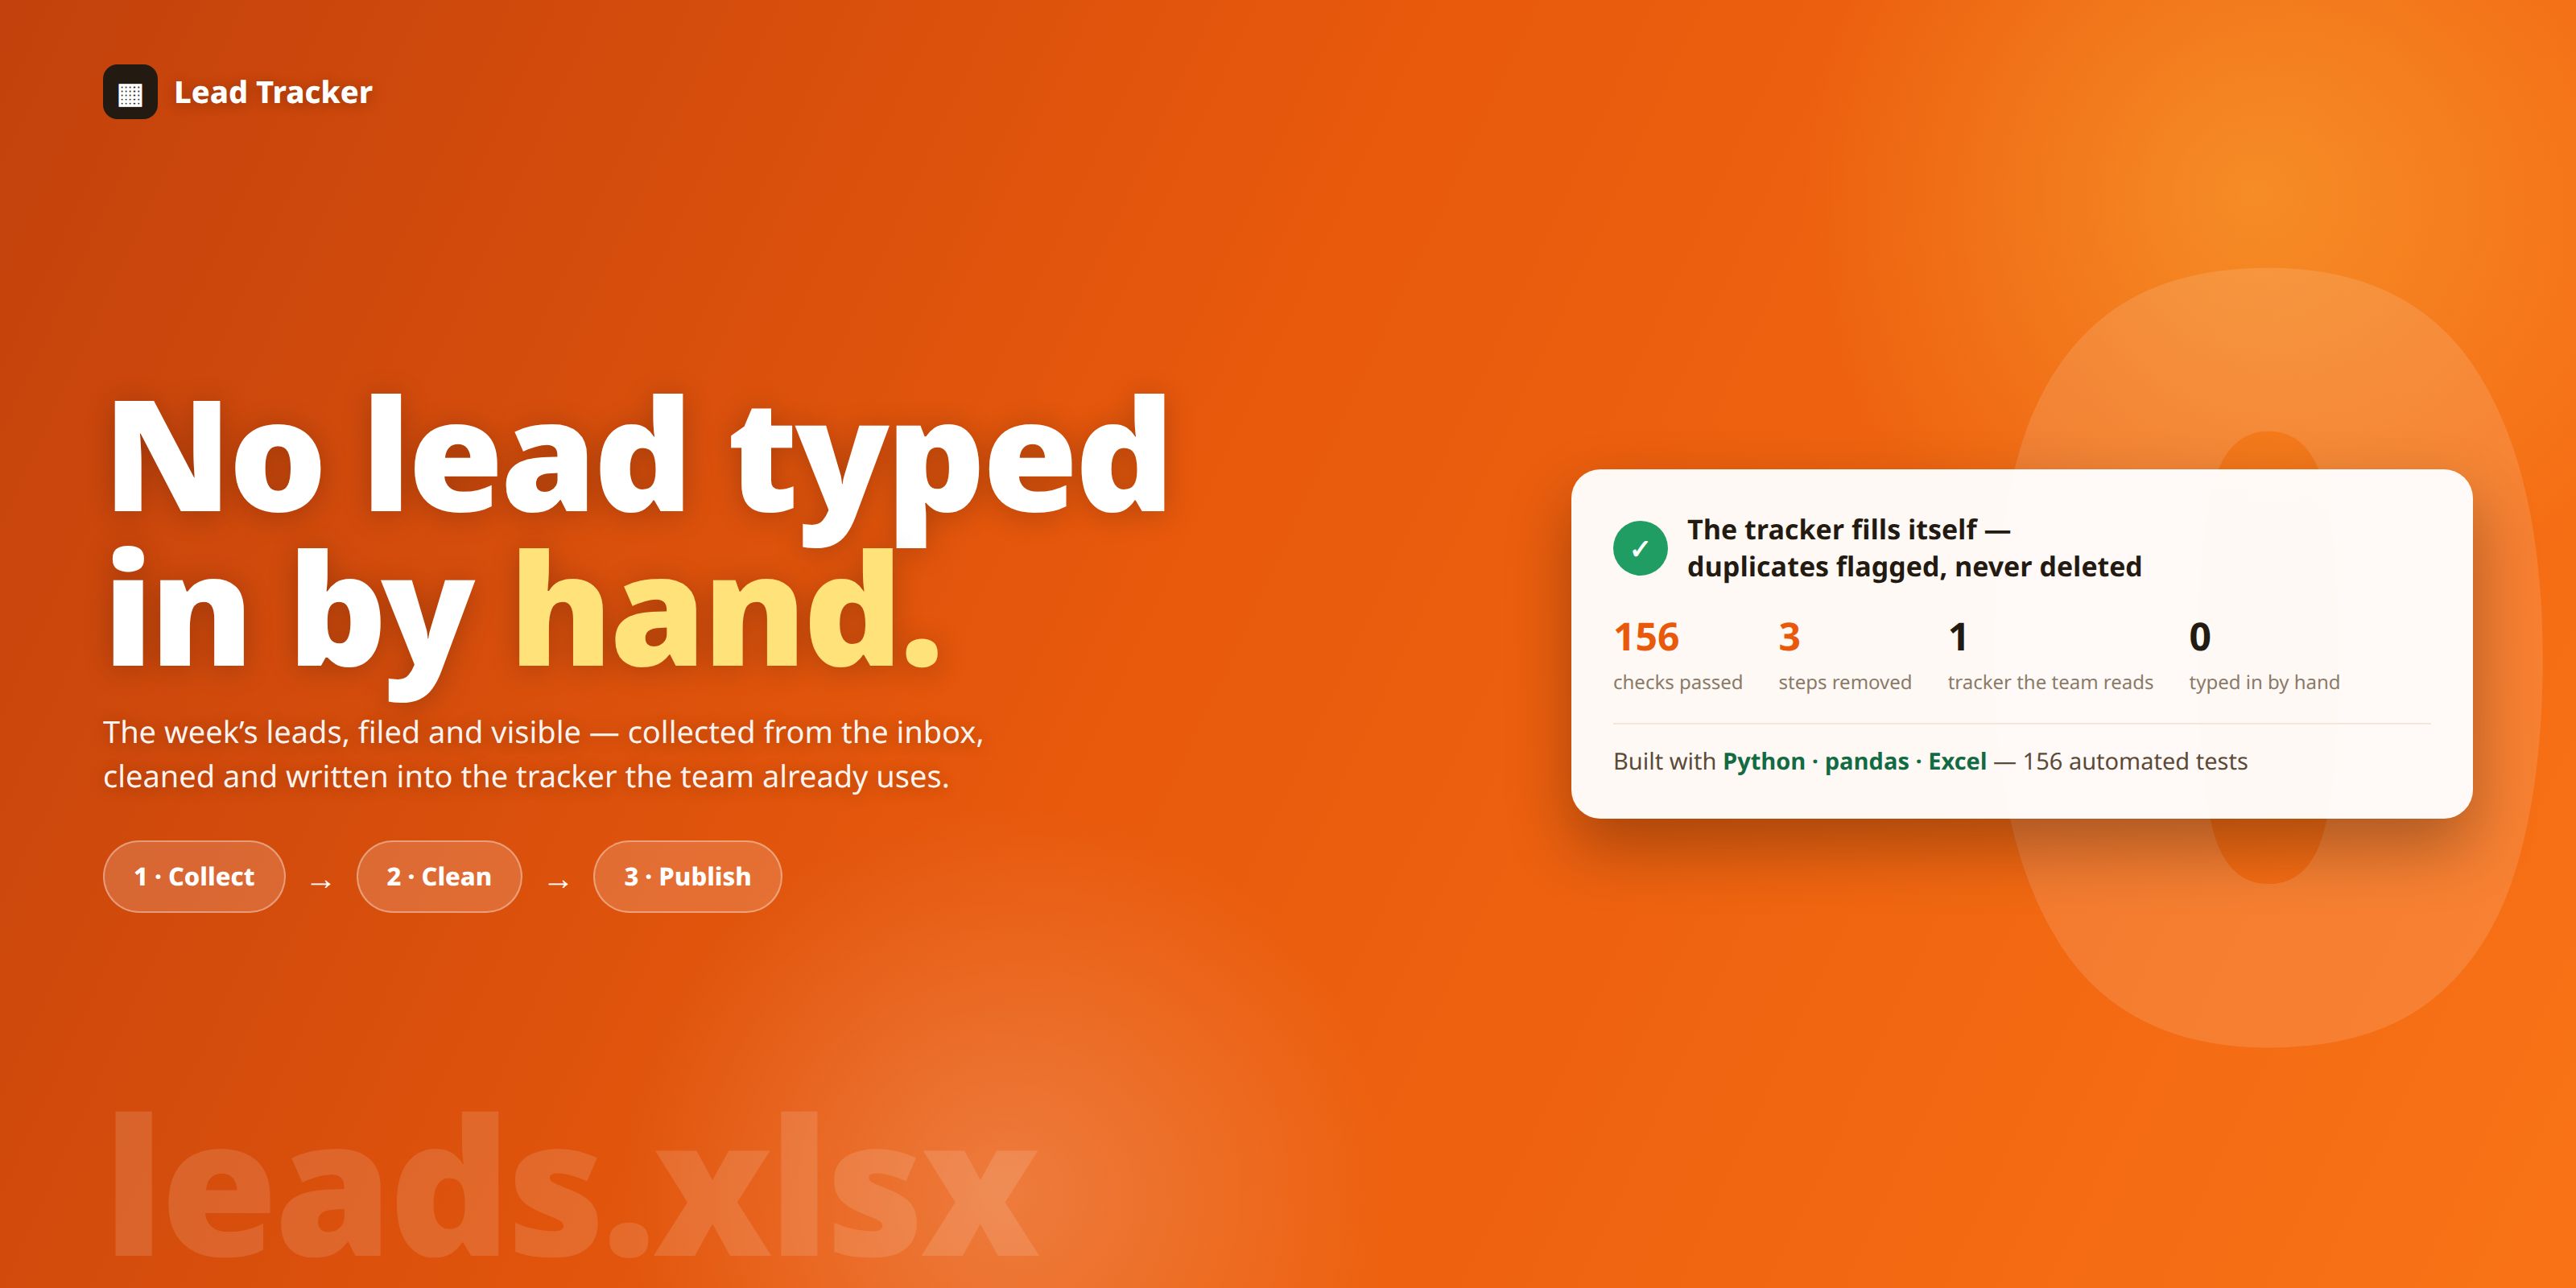 Lead Tracker
No lead typed
in by hand.
The week’s leads, filed and visible — collected from the inbox,
cleaned and written into the tracker the team already uses.
1 · Collect → 2 · Clean → 3 · Publish
leads.xlsx
0
✓
The tracker fills itself —
duplicates flagged, never deleted
156 3 1 0
checks passed steps removed tracker the team reads typed in by hand
Built with Python · pandas · Excel — 156 automated tests